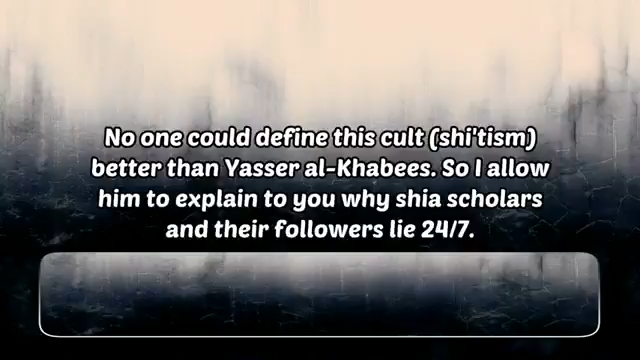 No one could define this cult (shi'tism)
better than Yasser al-Khabees. So I allow
him to explain to you why shia scholars
and their followers lie 24/7.